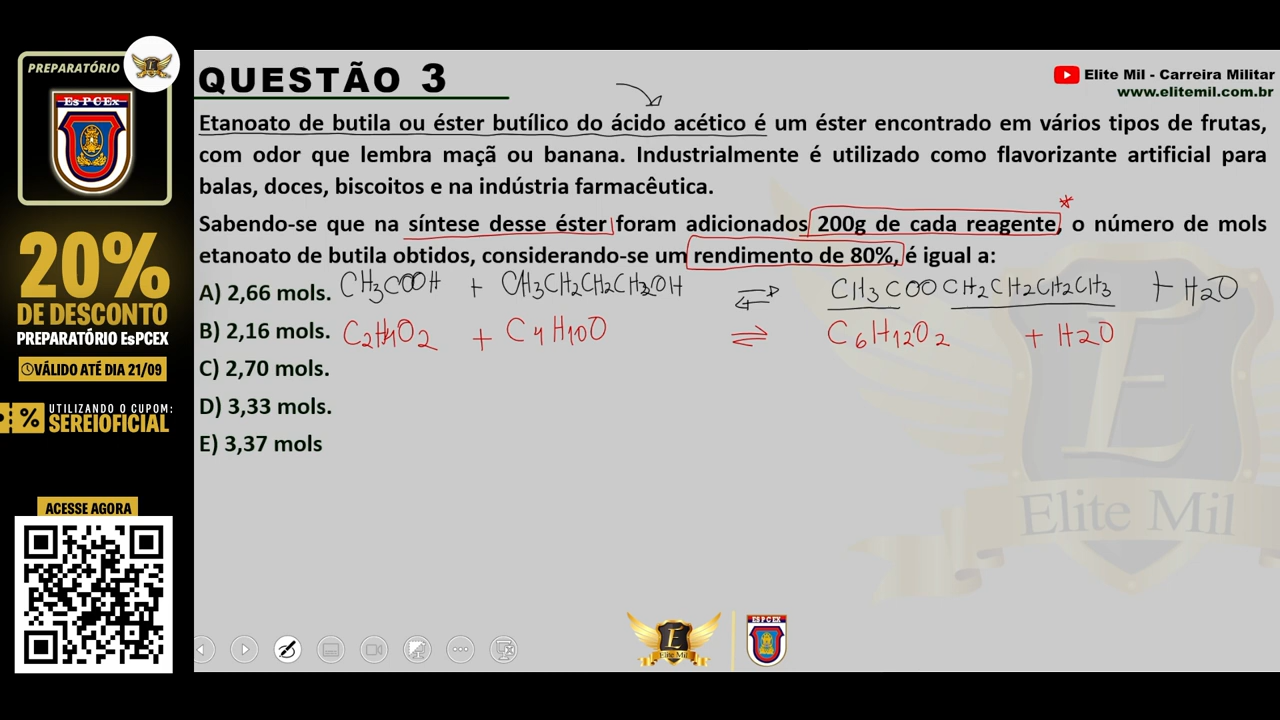 PREPARATÓRIO
EsPCEx
20%
DE DESCONTO
PREPARATÓRIO EsPCEX
VÁLIDO ATÉ DIA 21/09
% UTILIZANDO O CUPOM:
SEREIOFICIAL
ACESSE AGORA
QUESTÃO 3
Elite Mil - Carreira Militar
www.elitemil.com.br
Etanoato de butila ou éster butílico do ácido acético é um éster encontrado em vários tipos de frutas,
com odor que lembra maçã ou banana. Industrialmente é utilizado como flavorizante artificial para
balas, doces, biscoitos e na indústria farmacêutica.
Sabendo-se que na síntese desse éster foram adicionados 200g de cada reagente, o número de mols
etanoato de butila obtidos, considerando-se um rendimento de 80%, é igual a:
A) 2,66 mols. CH3COOH + CH3CH2CH2CH2OH ⇌ CH3COOCH2CH2CH2CH3 + H2O
B) 2,16 mols. C2H4O2 + C4H10O ⇌ C6H12O2 + H2O
C) 2,70 mols.
D) 3,33 mols.
E) 3,37 mols
E
Elite Mil
E
Elite Mil
ESPCEX